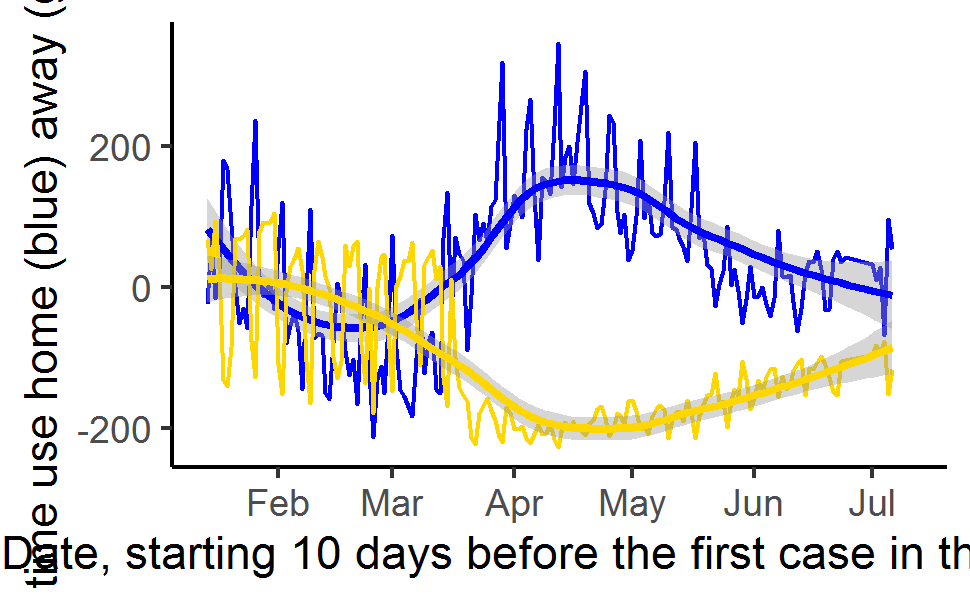 time use home (blue) away (
200
0
-200
Feb Mar Apr May Jun Jul
Date, starting 10 days before the first case in th